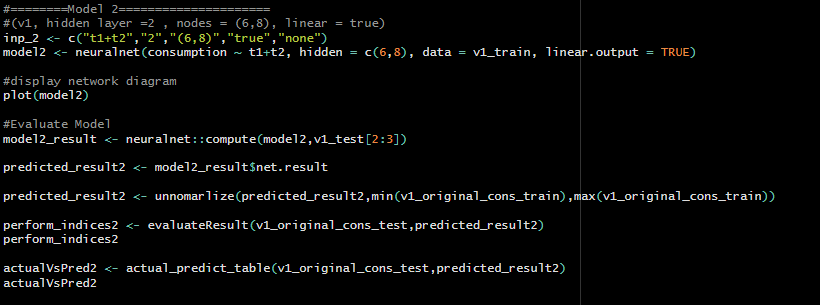 #========Model 2=====================
#(v1, hidden layer =2 , nodes = (6,8), linear = true)
inp_2 <- c("t1+t2","2","(6,8)","true","none")
model2 <- neuralnet(consumption ~ t1+t2, hidden = c(6,8), data = v1_train, linear.output = TRUE)
#display network diagram
plot(model2)
#Evaluate Model
model2_result <- neuralnet::compute(model2,v1_test[2:3])
predicted_result2 <- model2_result$net.result
predicted_result2 <- unnomarlize(predicted_result2,min(v1_original_cons_train),max(v1_original_cons_train))
perform_indices2 <- evaluateResult(v1_original_cons_test,predicted_result2)
perform_indices2
actualVsPred2 <- actual_predict_table(v1_original_cons_test,predicted_result2)
actualVsPred2